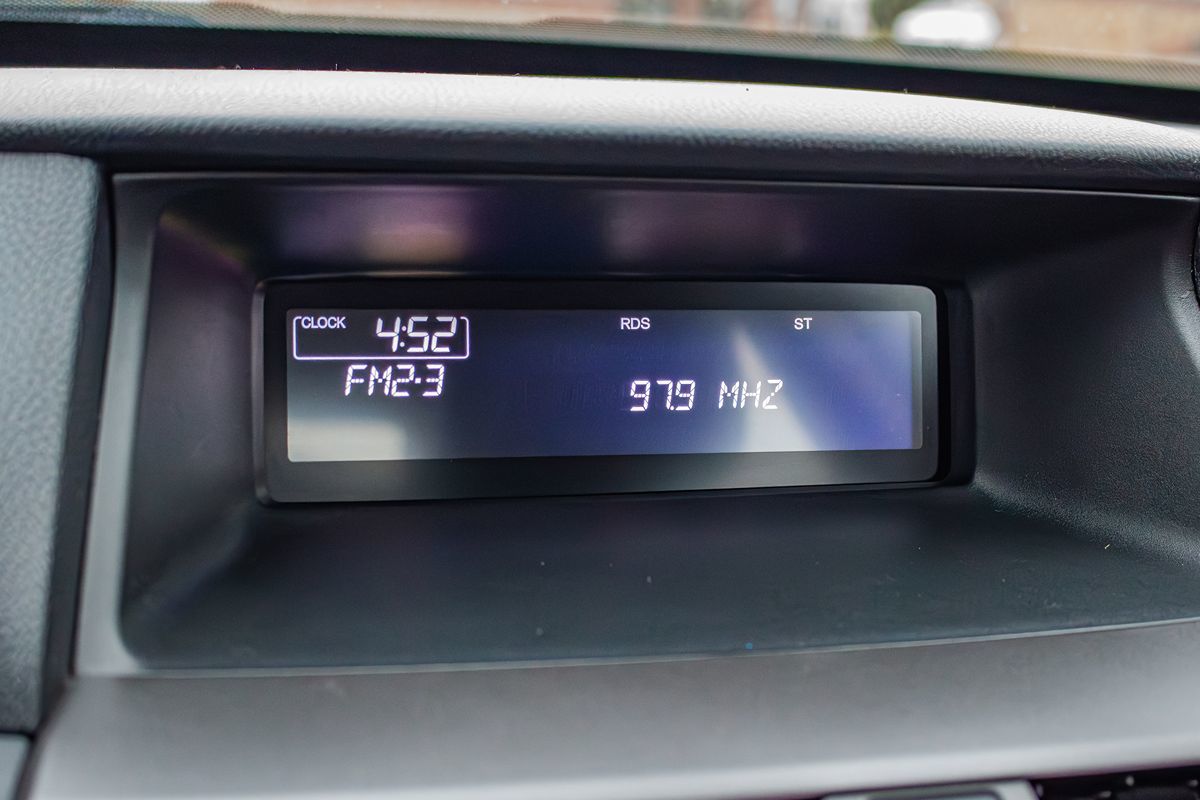 CLOCK 4:52 RDS ST
FM2-3 97.9 MHZ